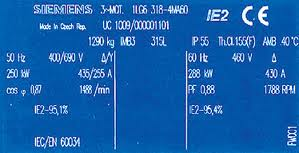 SIEMENS 3-MOT. 1LG6 318-4MA60 IE2 CE
Made in Czech Rep. UC 1009/000001101
1290 kg IMB3 315L IP 55 Th.Cl.155(F) AMB 40°C
50 Hz 400/690 V Δ/Y 60 Hz 460 V Δ
250 kW 435/255 A 288 kW 430 A
cos φ 0,87 1488 /min PF 0,88 1788 RPM
IE2-95,1% IE2-95,4%
IEC/EN 60034